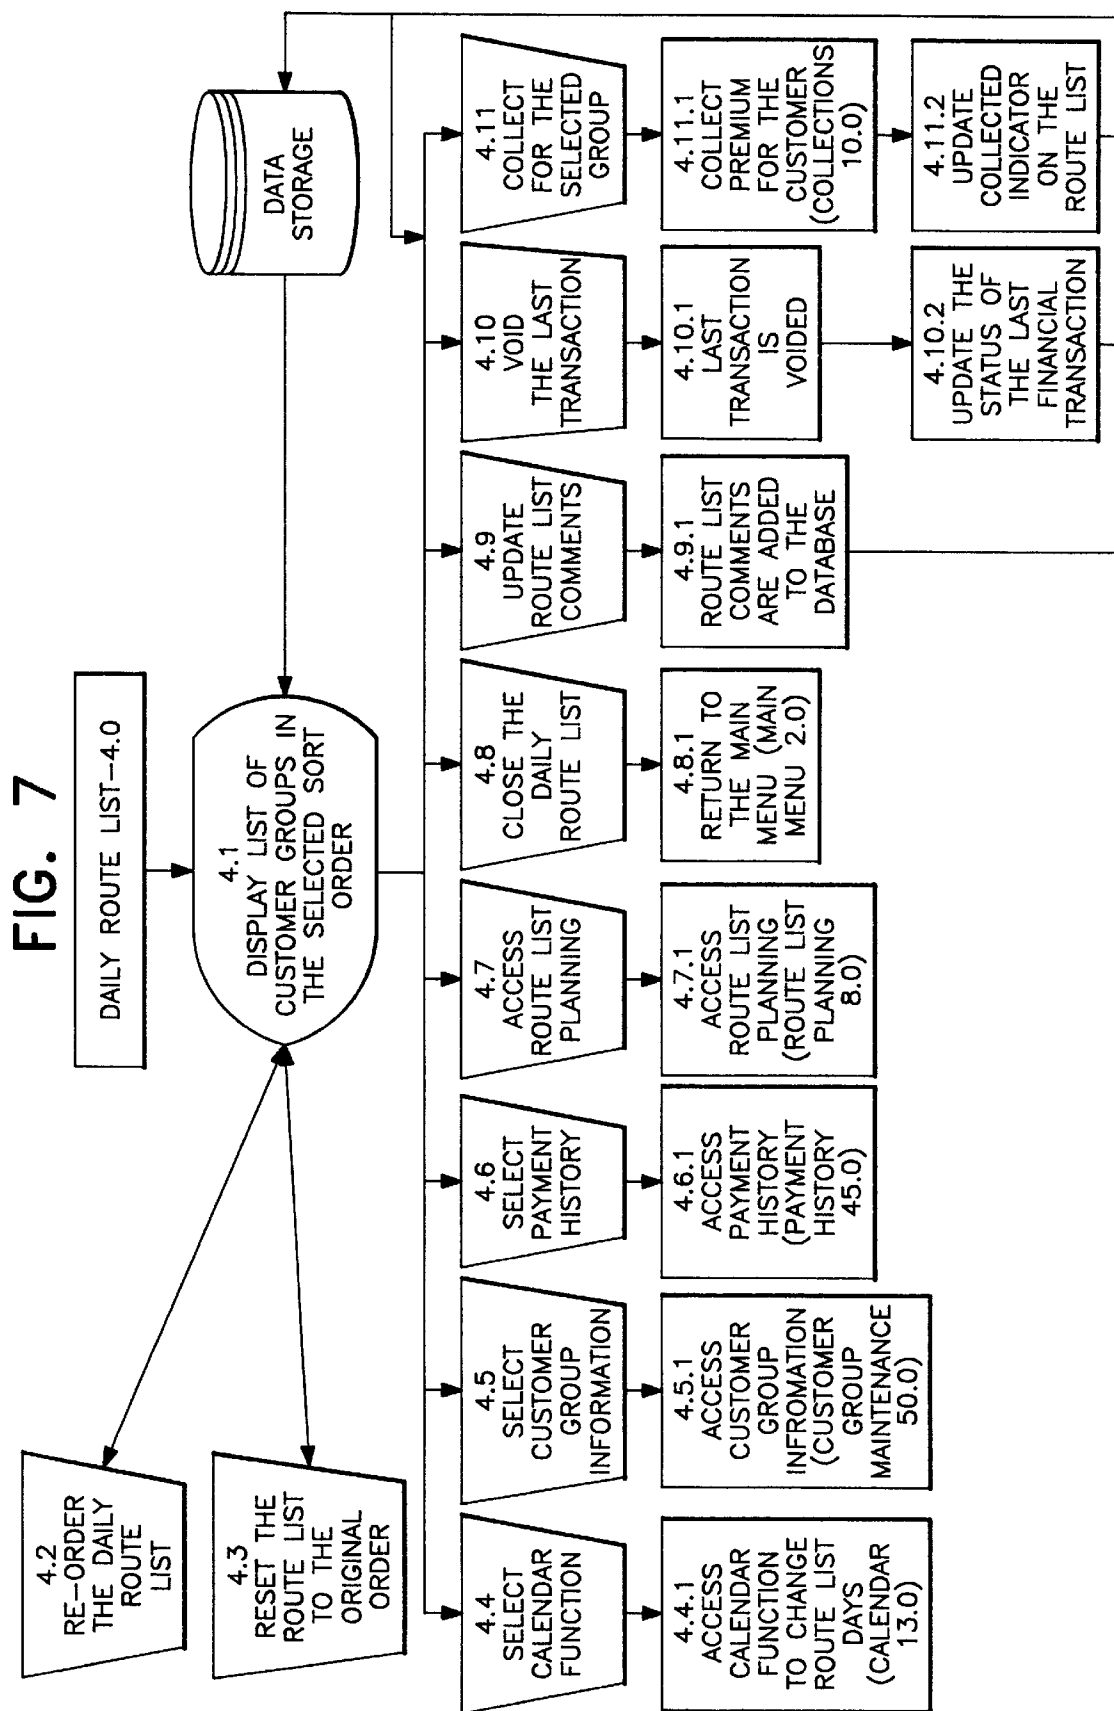 FIG. 7
DAILY ROUTE LIST-4.0
4.1
DISPLAY LIST OF
CUSTOMER GROUPS IN
THE SELECTED SORT
ORDER
DATA
STORAGE
4.2
RE-ORDER
THE DAILY
ROUTE
LIST
4.3
RESET THE
ROUTE LIST
TO THE
ORIGINAL
ORDER
4.4
SELECT
CALENDAR
FUNCTION
4.5
SELECT
CUSTOMER
GROUP
INFORMATION
4.6
SELECT
PAYMENT
HISTORY
4.7
ACCESS
ROUTE LIST
PLANNING
4.8
CLOSE THE
DAILY
ROUTE LIST
4.9
UPDATE
ROUTE LIST
COMMENTS
4.10
VOID
THE LAST
TRANSACTION
4.11
COLLECT
FOR THE
SELECTED
GROUP
4.4.1
ACCESS
CALENDAR
FUNCTION
TO CHANGE
ROUTE LIST
DAYS
(CALENDAR
13.0)
4.5.1
ACCESS
CUSTOMER
GROUP
INFROMATION
(CUSTOMER
GROUP
MAINTENANCE
50.0)
4.6.1
ACCESS
PAYMENT
HISTORY
(PAYMENT
HISTORY
45.0)
4.7.1
ACCESS
ROUTE LIST
PLANNING
(ROUTE LIST
PLANNING
8.0)
4.8.1
RETURN TO
THE MAIN
MENU (MAIN
MENU 2.0)
4.9.1
ROUTE LIST
COMMENTS
ARE ADDED
TO THE
DATABASE
4.10.1
LAST
TRANSACTION
IS
VOIDED
4.11.1
COLLECT
PREMIUM
FOR THE
CUSTOMER
(COLLECTIONS
10.0)
4.10.2
UPDATE THE
STATUS OF
THE LAST
FINANCIAL
TRANSACTION
4.11.2
UPDATE
COLLECTED
INDICATOR
ON THE
ROUTE LIST